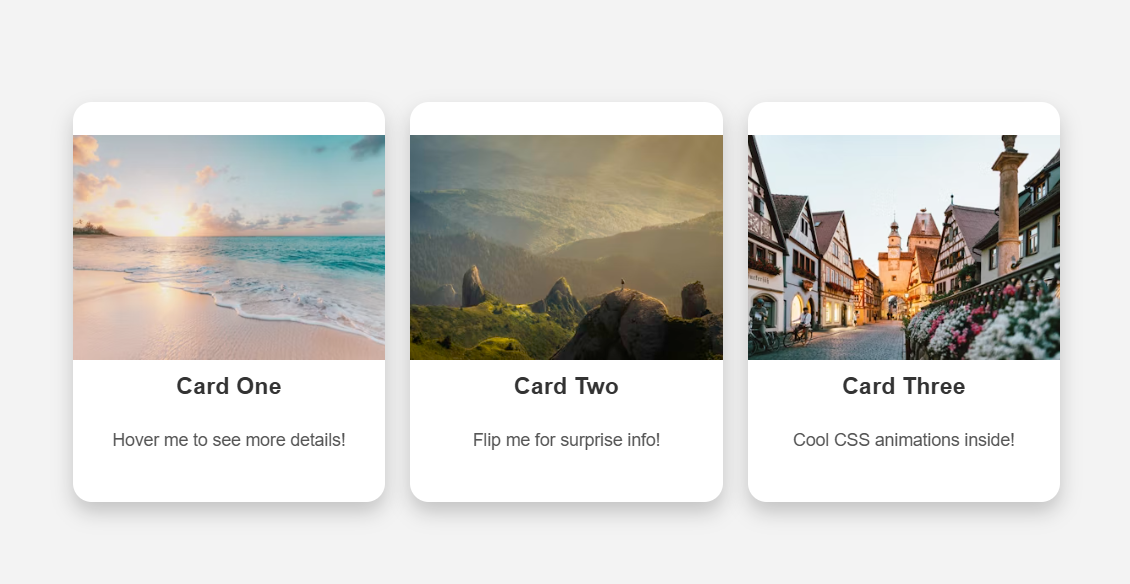 Card One
Hover me to see more details!
Card Two
Flip me for surprise info!
Card Three
Cool CSS animations inside!